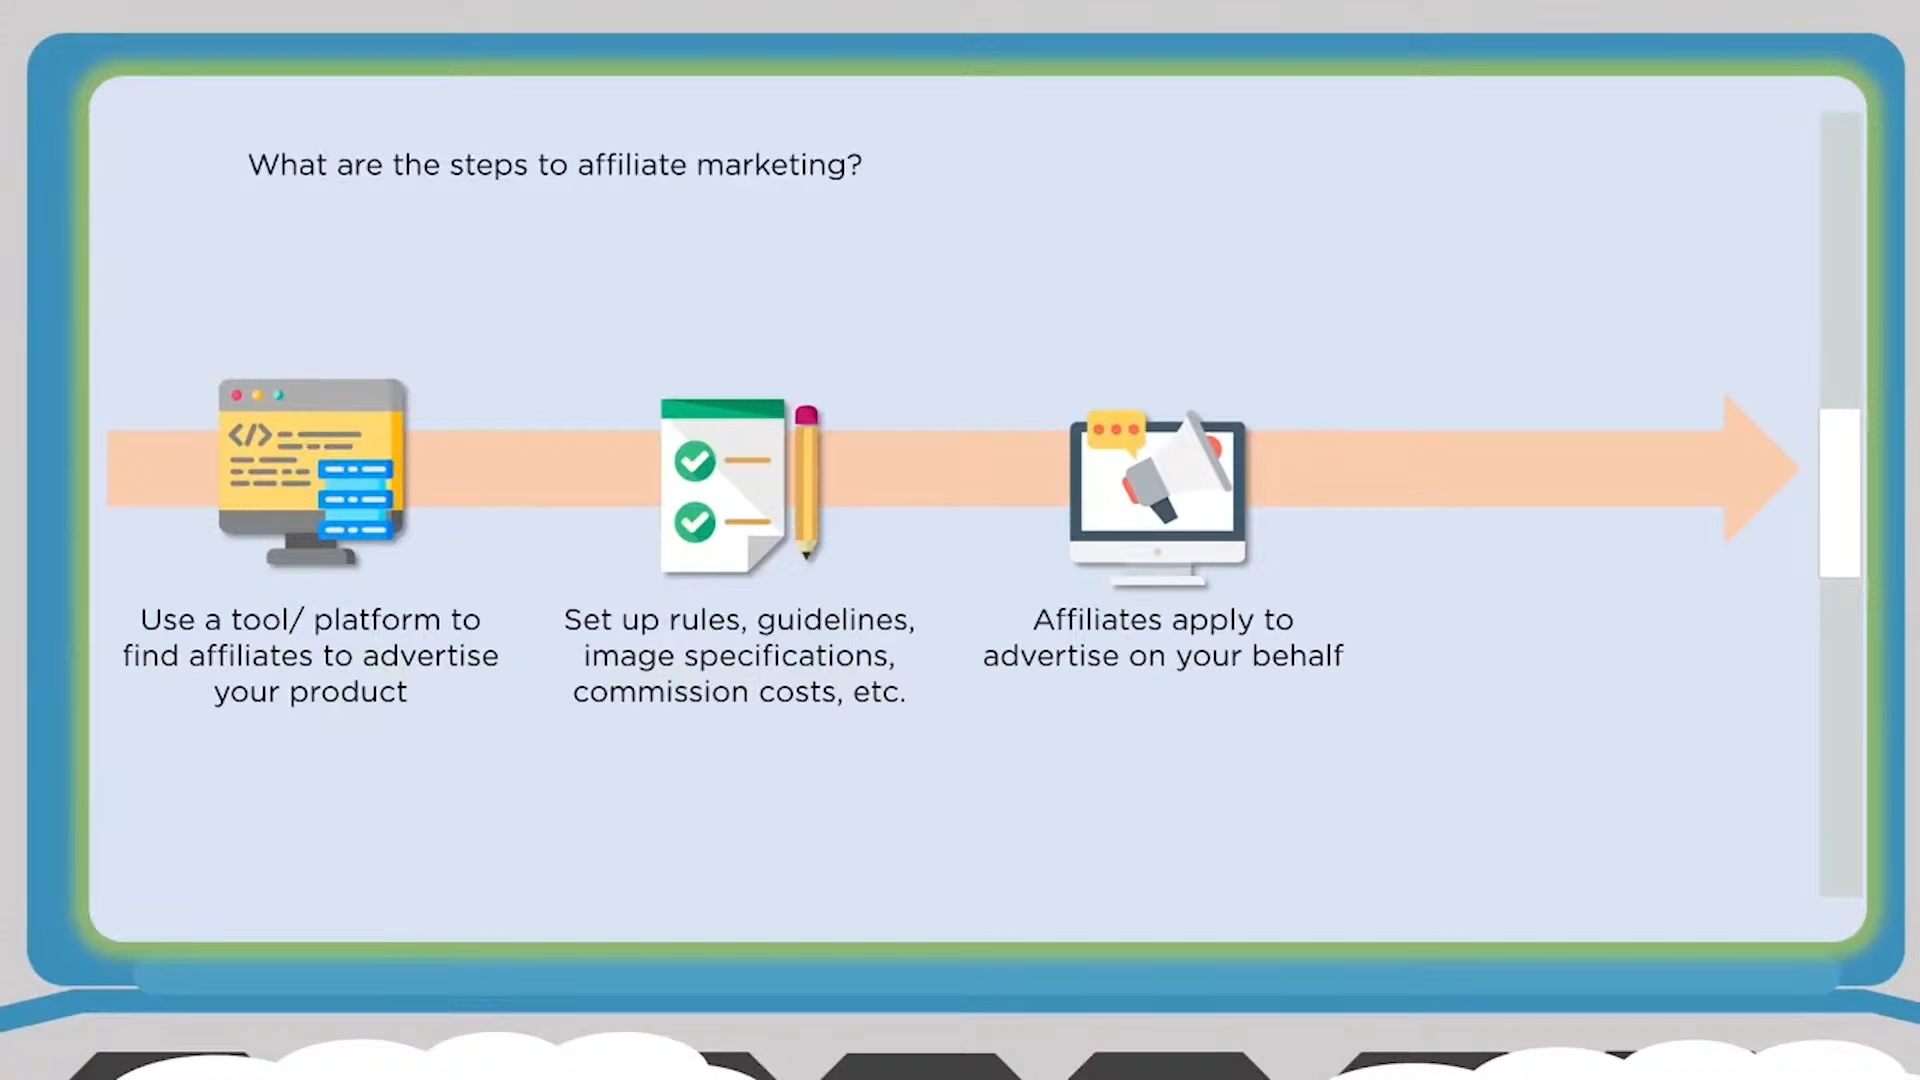 What are the steps to affiliate marketing?
Use a tool/ platform to
find affiliates to advertise
your product
Set up rules, guidelines,
image specifications,
commission costs, etc.
Affiliates apply to
advertise on your behalf